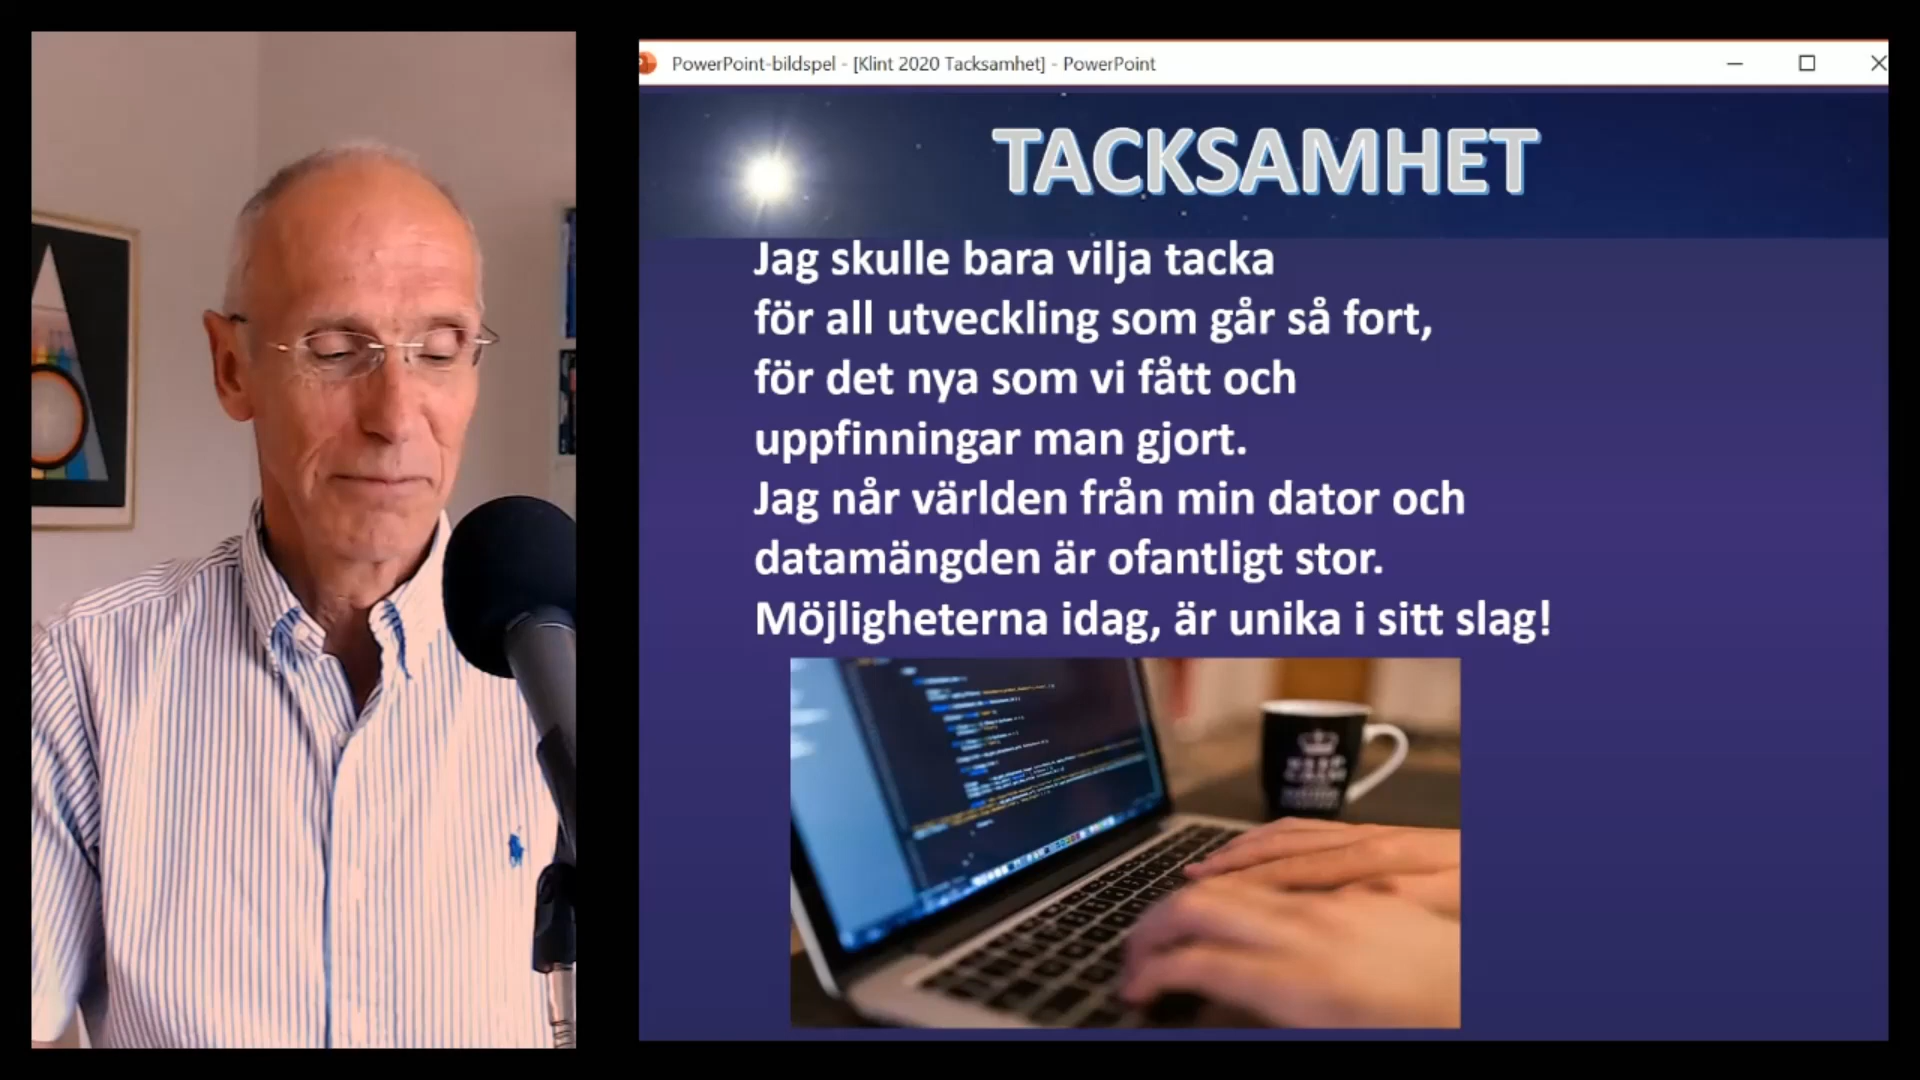 PowerPoint-bildspel - [Klint 2020 Tacksamhet] - PowerPoint
TACKSAMHET
Jag skulle bara vilja tacka
för all utveckling som går så fort,
för det nya som vi fått och
uppfinningar man gjort.
Jag når världen från min dator och
datamängden är ofantligt stor.
Möjligheterna idag, är unika i sitt slag!
KEEP
CALM